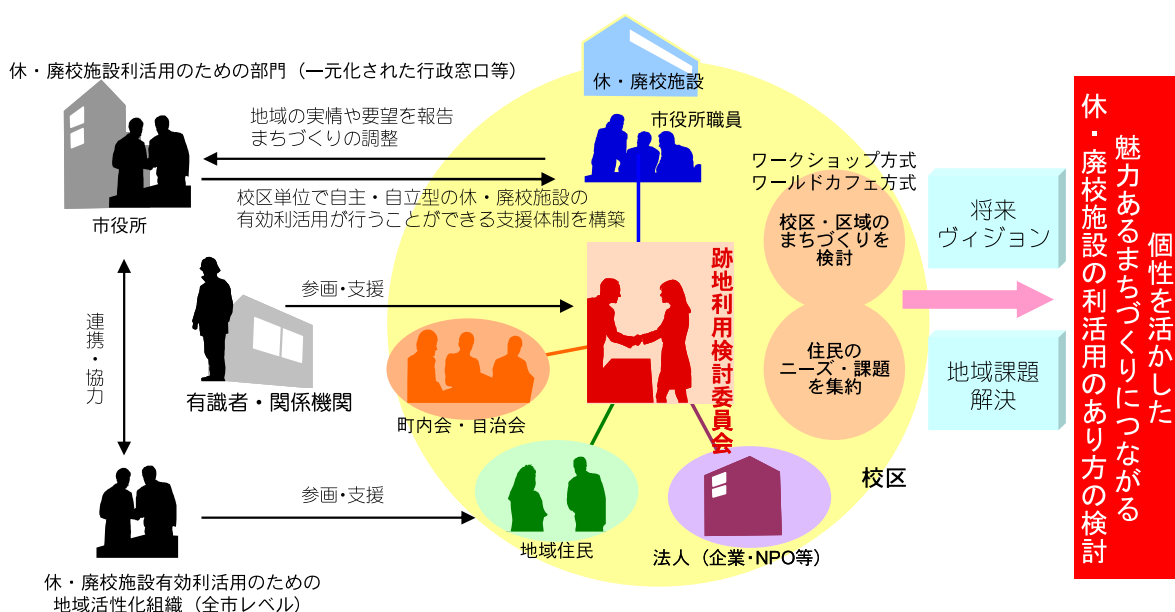 休・廃校施設利活用のための部門（一元化された行政窓口等）
市役所
地域の実情や要望を報告
まちづくりの調整
校区単位で自主・自立型の休・廃校施設の
有効利活用が行うことができる支援体制を構築
連携・協力
有識者・関係機関
参画・支援
休・廃校施設有効利活用のための
地域活性化組織（全市レベル）
参画・支援
休・廃校施設
市役所職員
跡地利用検討委員会
町内会・自治会
地域住民
法人（企業・NPO等）
校区
ワークショップ方式
ワールドカフェ方式
校区・区域の
まちづくりを
検討
住民の
ニーズ・課題
を集約
将来
ヴィジョン
地域課題
解決
個性を活かした
魅力あるまちづくりにつながる
休・廃校施設の利活用のあり方の検討